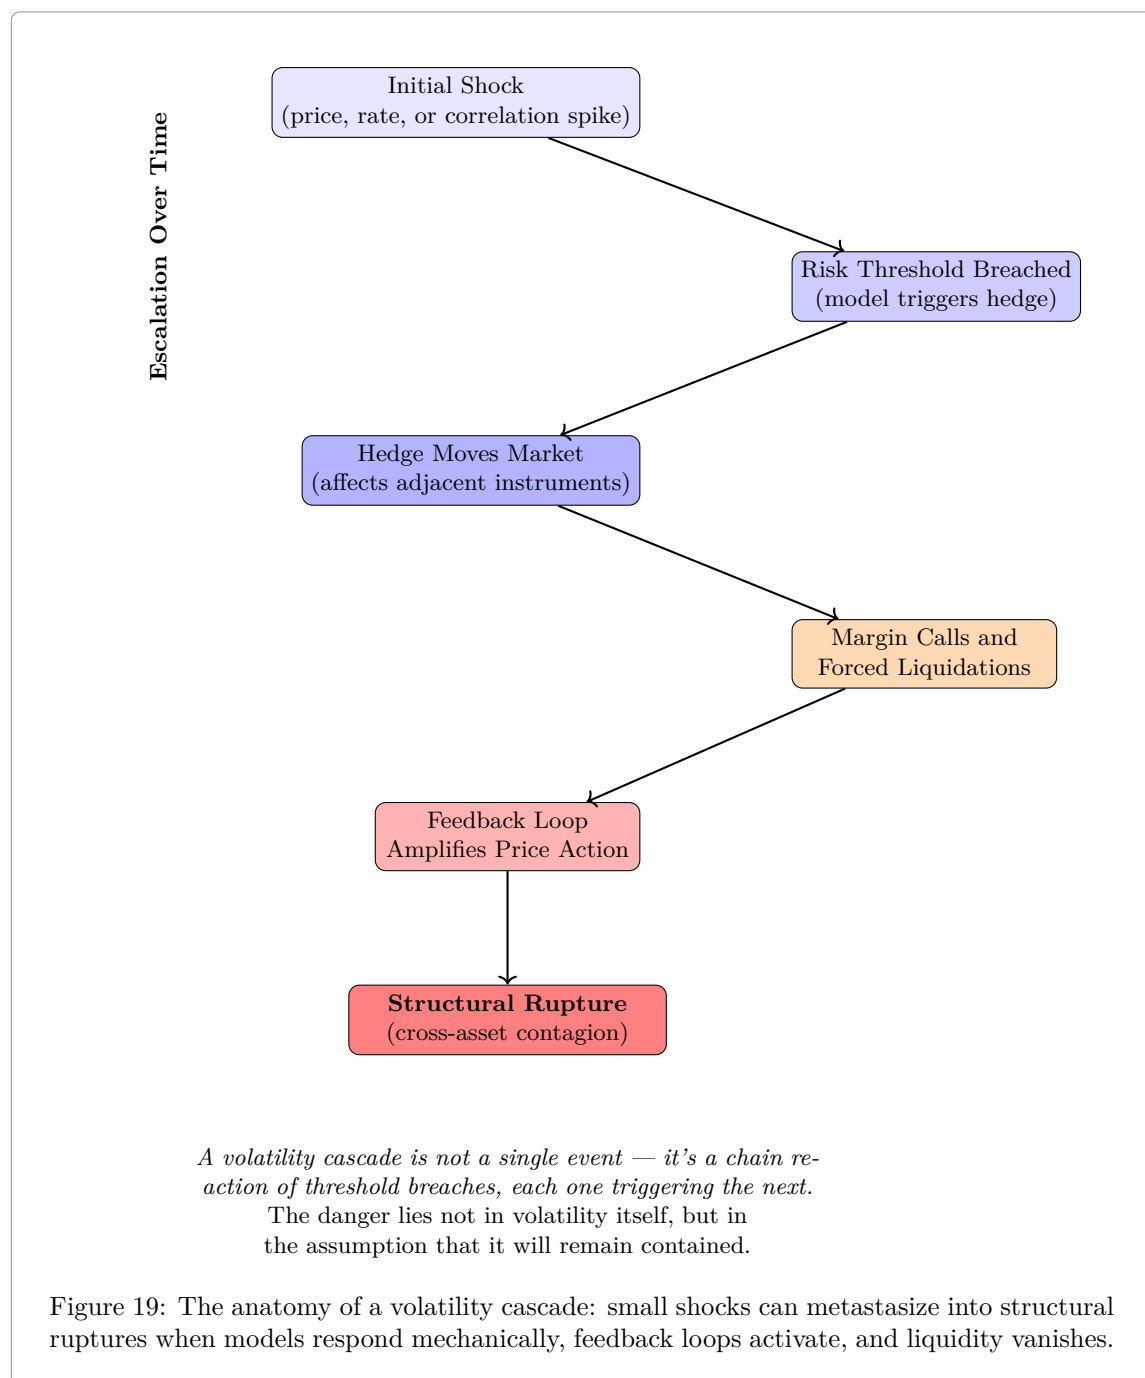 Initial Shock
(price, rate, or correlation spike)
Escalation Over Time
Risk Threshold Breached
(model triggers hedge)
Hedge Moves Market
(affects adjacent instruments)
Margin Calls and
Forced Liquidations
Feedback Loop
Amplifies Price Action
Structural Rupture
(cross-asset contagion)
A volatility cascade is not a single event — it's a chain re-
action of threshold breaches, each one triggering the next.
The danger lies not in volatility itself, but in
the assumption that it will remain contained.
Figure 19: The anatomy of a volatility cascade: small shocks can metastasize into structural
ruptures when models respond mechanically, feedback loops activate, and liquidity vanishes.